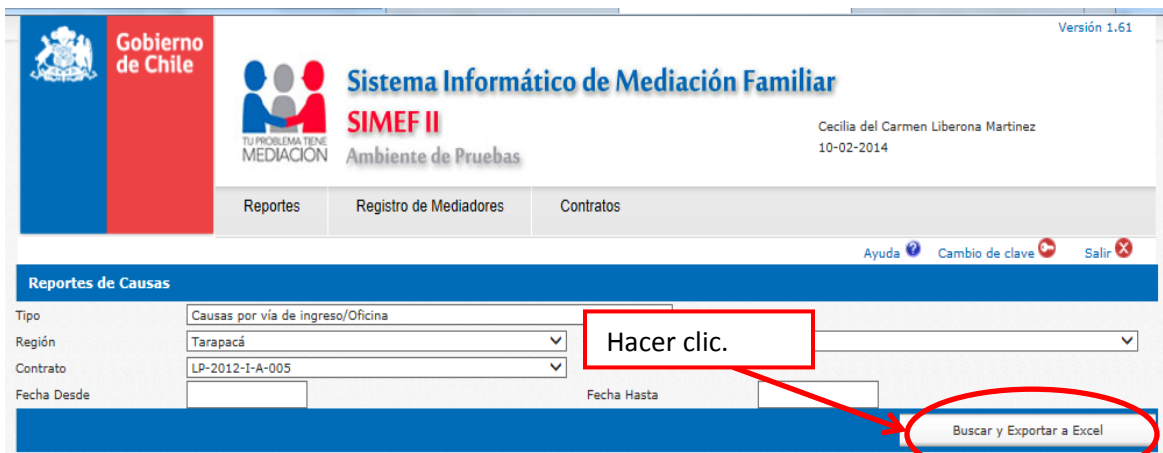 Versión 1.61
Gobierno
de Chile
Sistema Informático de Mediación Familiar
SIMEF II
Ambiente de Pruebas
TU PROBLEMA TIENE
MEDIACIÓN
Cecilia del Carmen Liberona Martinez
10-02-2014
Reportes Registro de Mediadores Contratos
Ayuda Cambio de clave Salir
Reportes de Causas
Tipo Causas por vía de ingreso/Oficina
Región Tarapacá
Hacer clic.
Contrato LP-2012-I-A-005
Fecha Desde Fecha Hasta
Buscar y Exportar a Excel